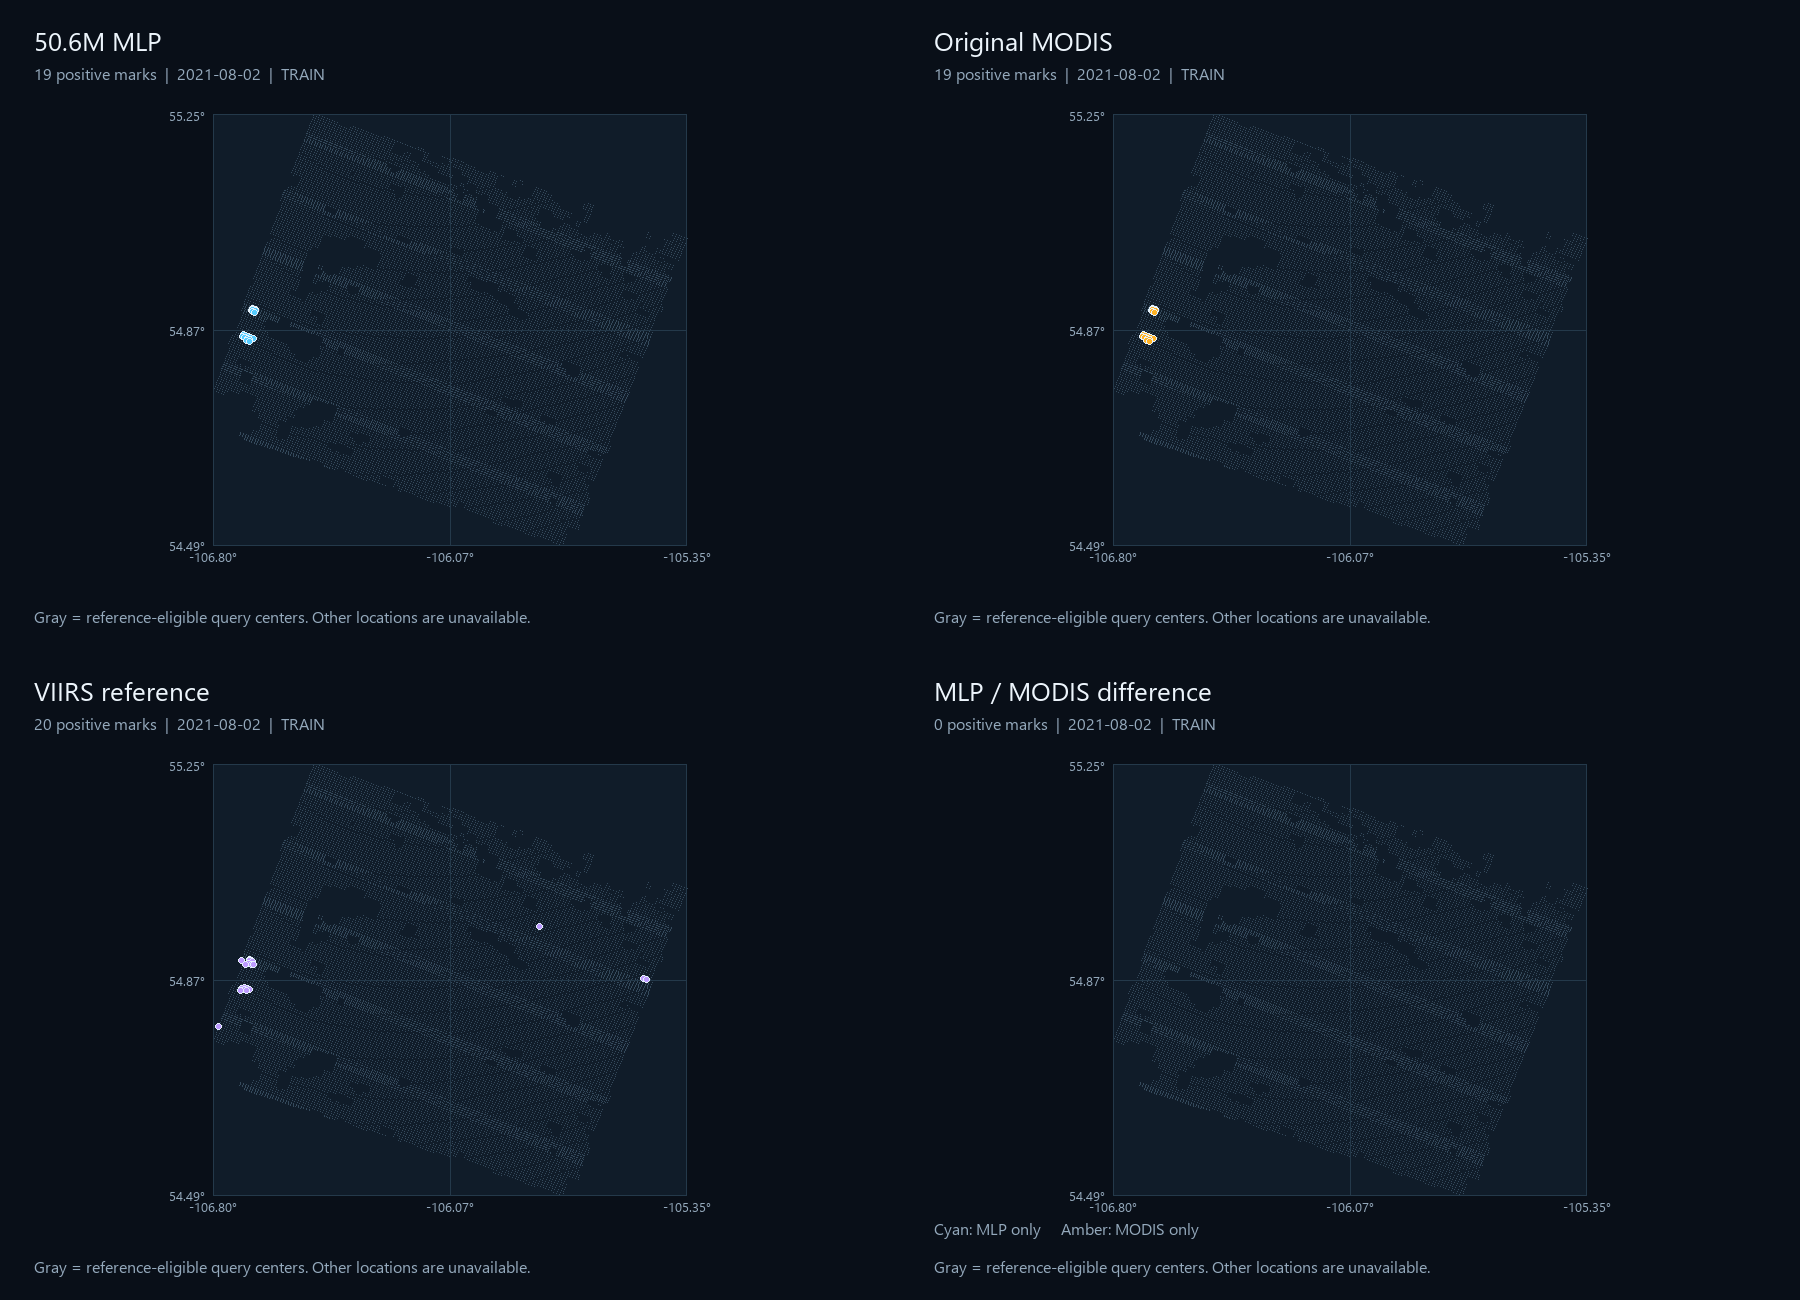 50.6M MLP
19 positive marks | 2021-08-02 | TRAIN
55.25°
54.87°
54.49°
-106.80°
-106.07°
-105.35°
Gray = reference-eligible query centers. Other locations are unavailable.
Original MODIS
19 positive marks | 2021-08-02 | TRAIN
55.25°
54.87°
54.49°
-106.80°
-106.07°
-105.35°
Gray = reference-eligible query centers. Other locations are unavailable.
VIIRS reference
20 positive marks | 2021-08-02 | TRAIN
55.25°
54.87°
54.49°
-106.80°
-106.07°
-105.35°
Gray = reference-eligible query centers. Other locations are unavailable.
MLP / MODIS difference
0 positive marks | 2021-08-02 | TRAIN
55.25°
54.87°
54.49°
-106.80°
-106.07°
-105.35°
Cyan: MLP only Amber: MODIS only
Gray = reference-eligible query centers. Other locations are unavailable.